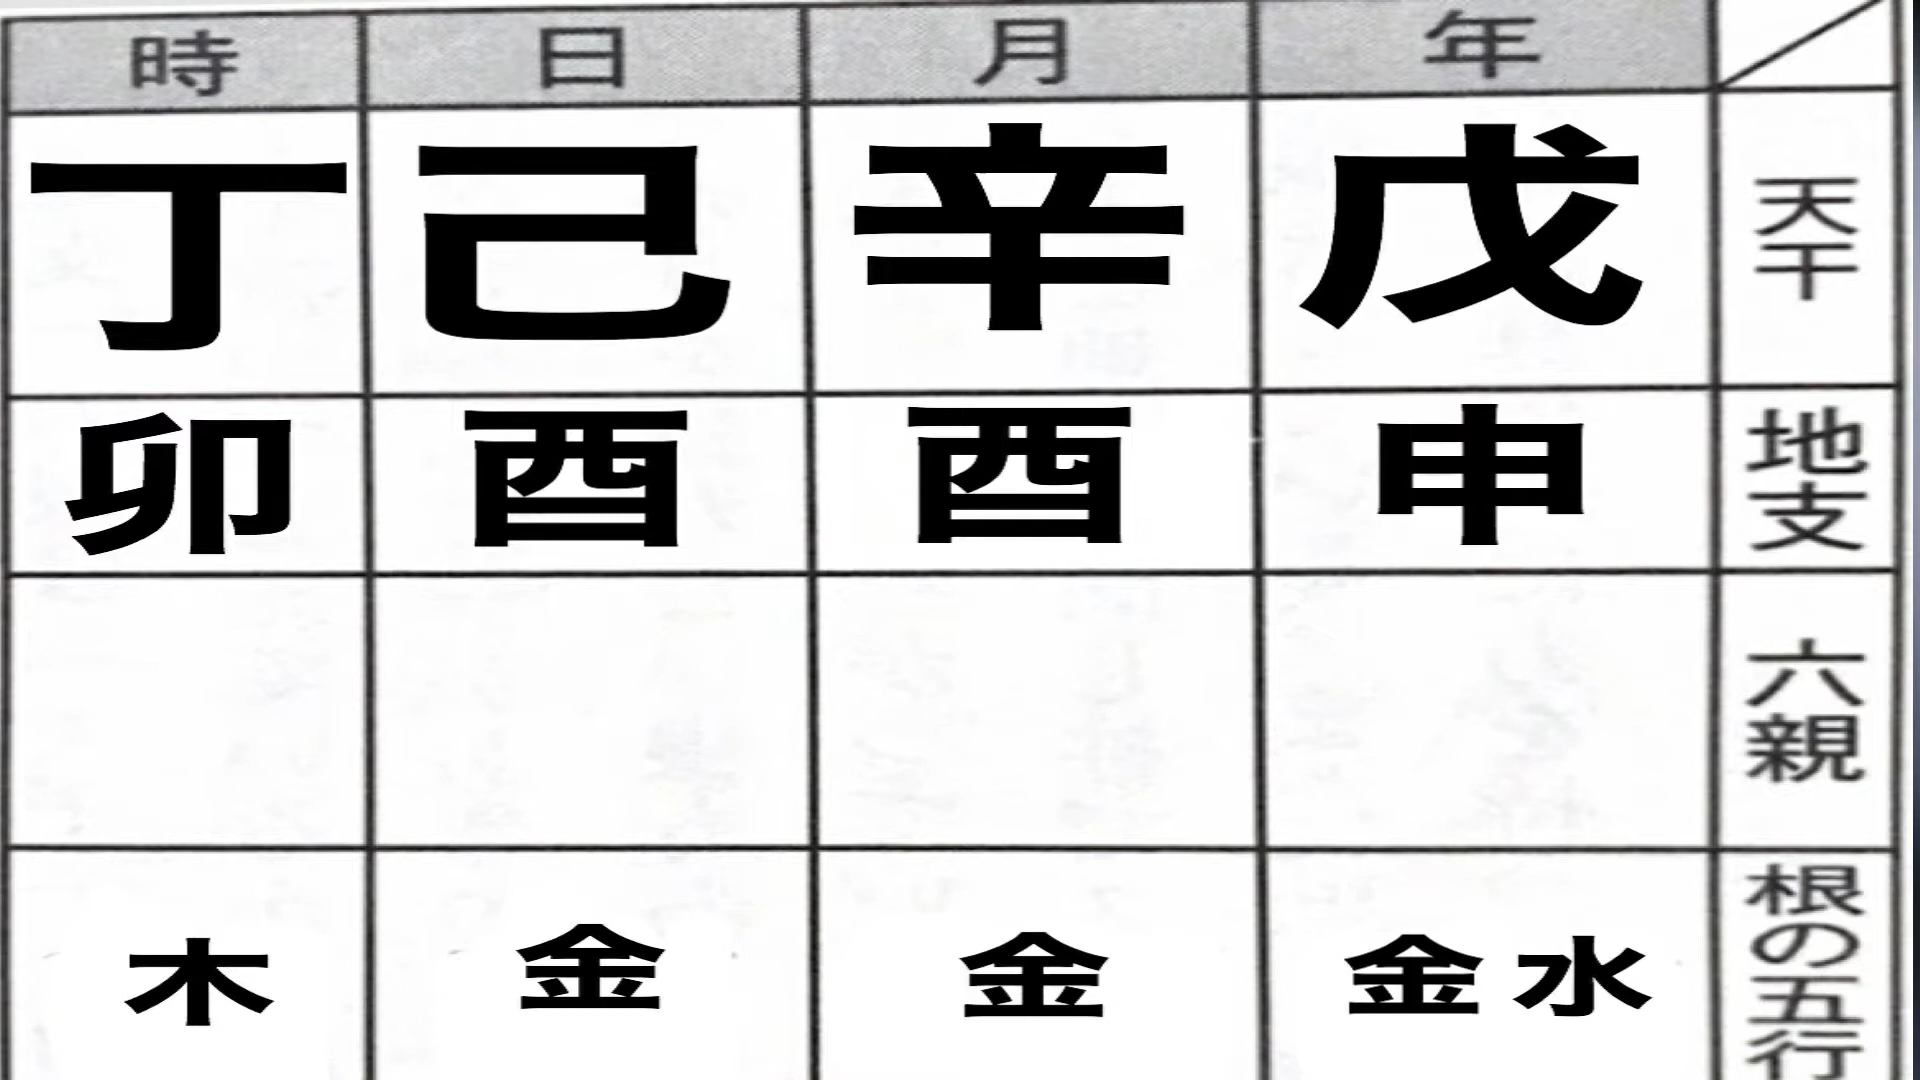 時 日 月 年
丁 己 辛 戊 天干
卯 酉 酉 申 地支
六親
木 金 金 金水 根の五行